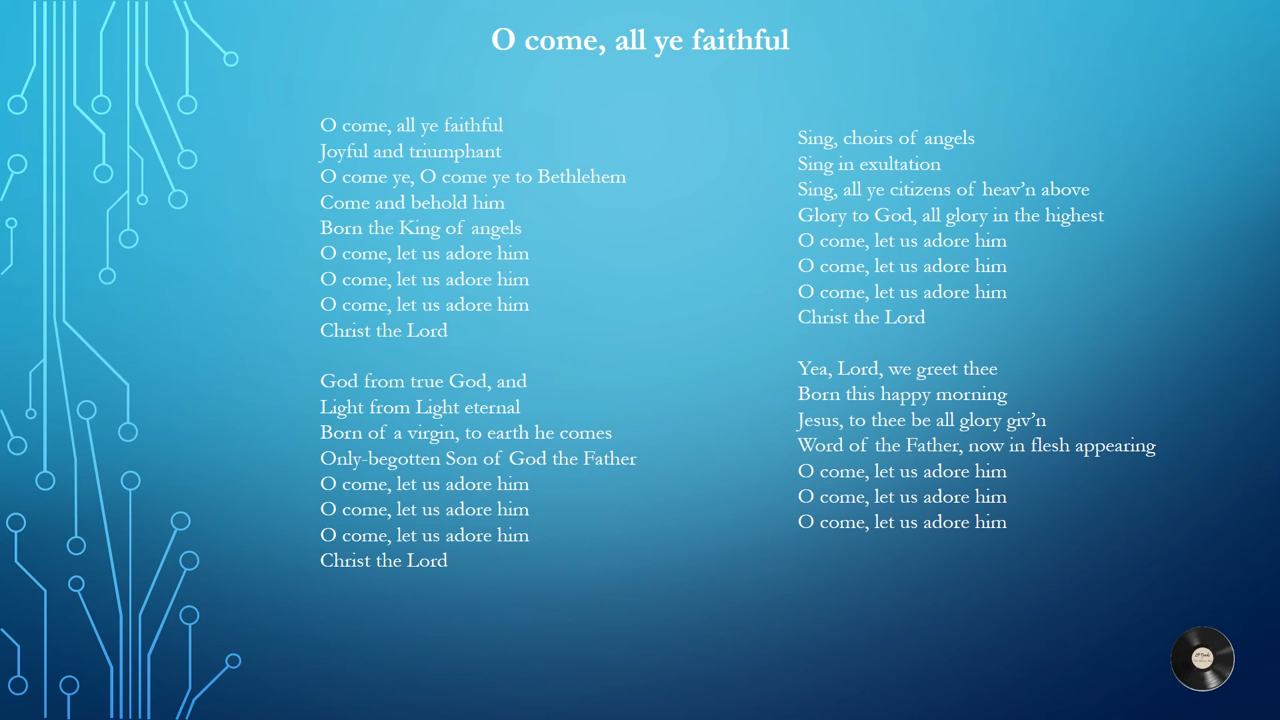 O come, all ye faithful
O come, all ye faithful
Joyful and triumphant
O come ye, O come ye to Bethlehem
Come and behold him
Born the King of angels
O come, let us adore him
O come, let us adore him
O come, let us adore him
Christ the Lord
God from true God, and
Light from Light eternal
Born of a virgin, to earth he comes
Only-begotten Son of God the Father
O come, let us adore him
O come, let us adore him
O come, let us adore him
Christ the Lord
Sing, choirs of angels
Sing in exultation
Sing, all ye citizens of heav’n above
Glory to God, all glory in the highest
O come, let us adore him
O come, let us adore him
O come, let us adore him
Christ the Lord
Yea, Lord, we greet thee
Born this happy morning
Jesus, to thee be all glory giv’n
Word of the Father, now in flesh appearing
O come, let us adore him
O come, let us adore him
O come, let us adore him